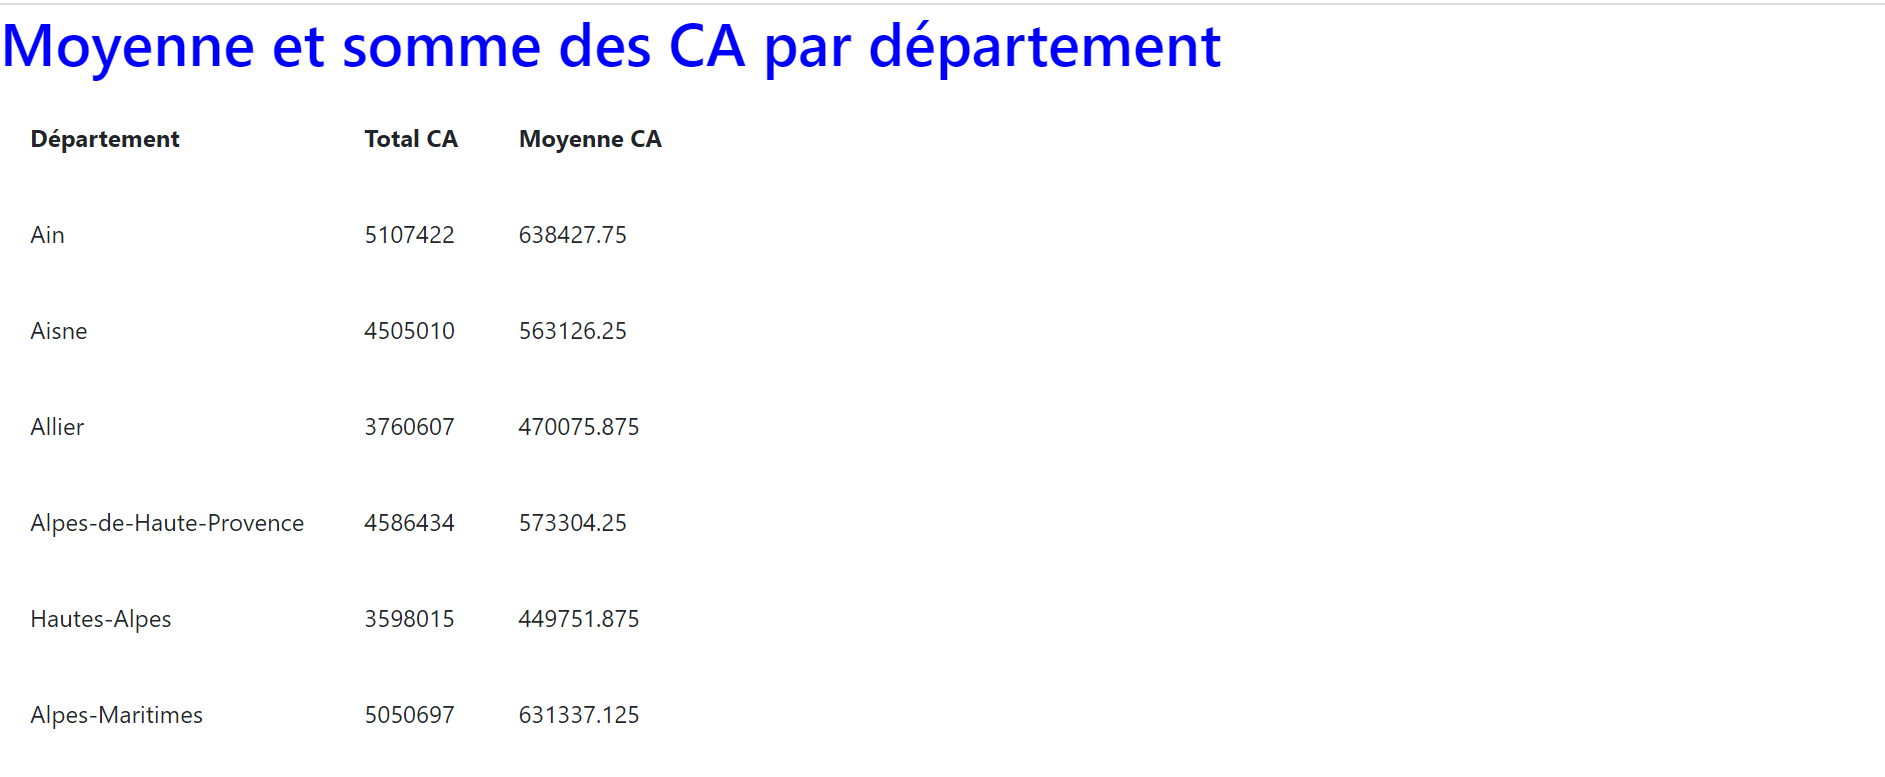 Moyenne et somme des CA par département
Département Total CA Moyenne CA
Ain 5107422 638427.75
Aisne 4505010 563126.25
Allier 3760607 470075.875
Alpes-de-Haute-Provence 4586434 573304.25
Hautes-Alpes 3598015 449751.875
Alpes-Maritimes 5050697 631337.125